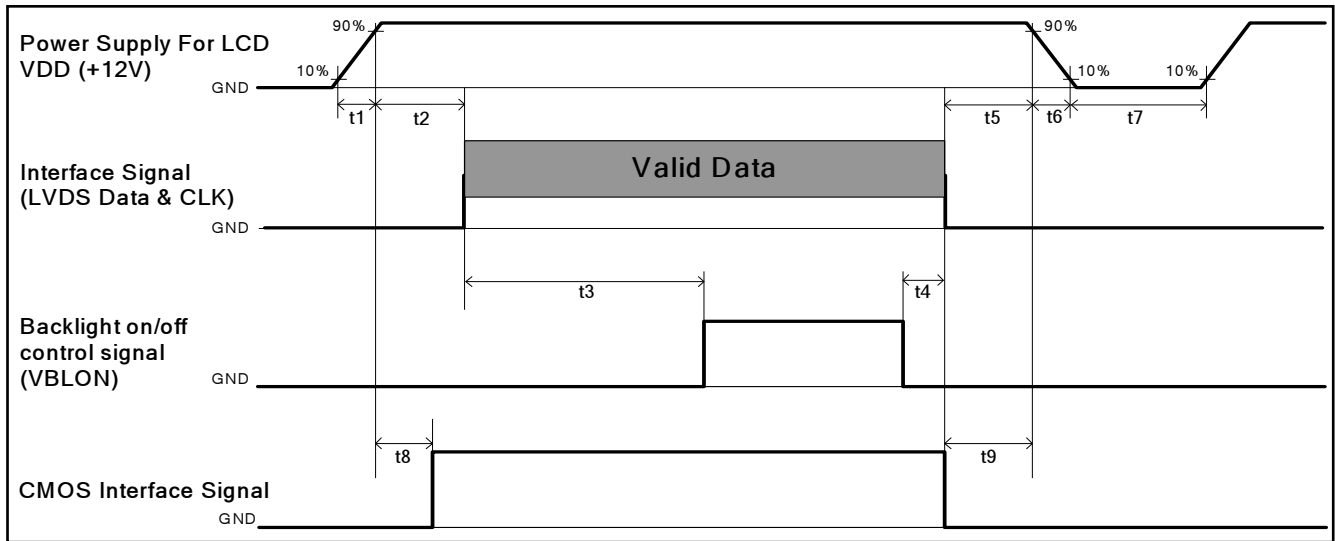 Power Supply For LCD
VDD (+12V)
90%
90%
10%
10%
10%
GND
t1
t2
t5
t6
t7
Interface Signal
(LVDS Data & CLK)
Valid Data
GND
t3
t4
Backlight on/off
control signal
(VBLON)
GND
t8
t9
CMOS Interface Signal
GND